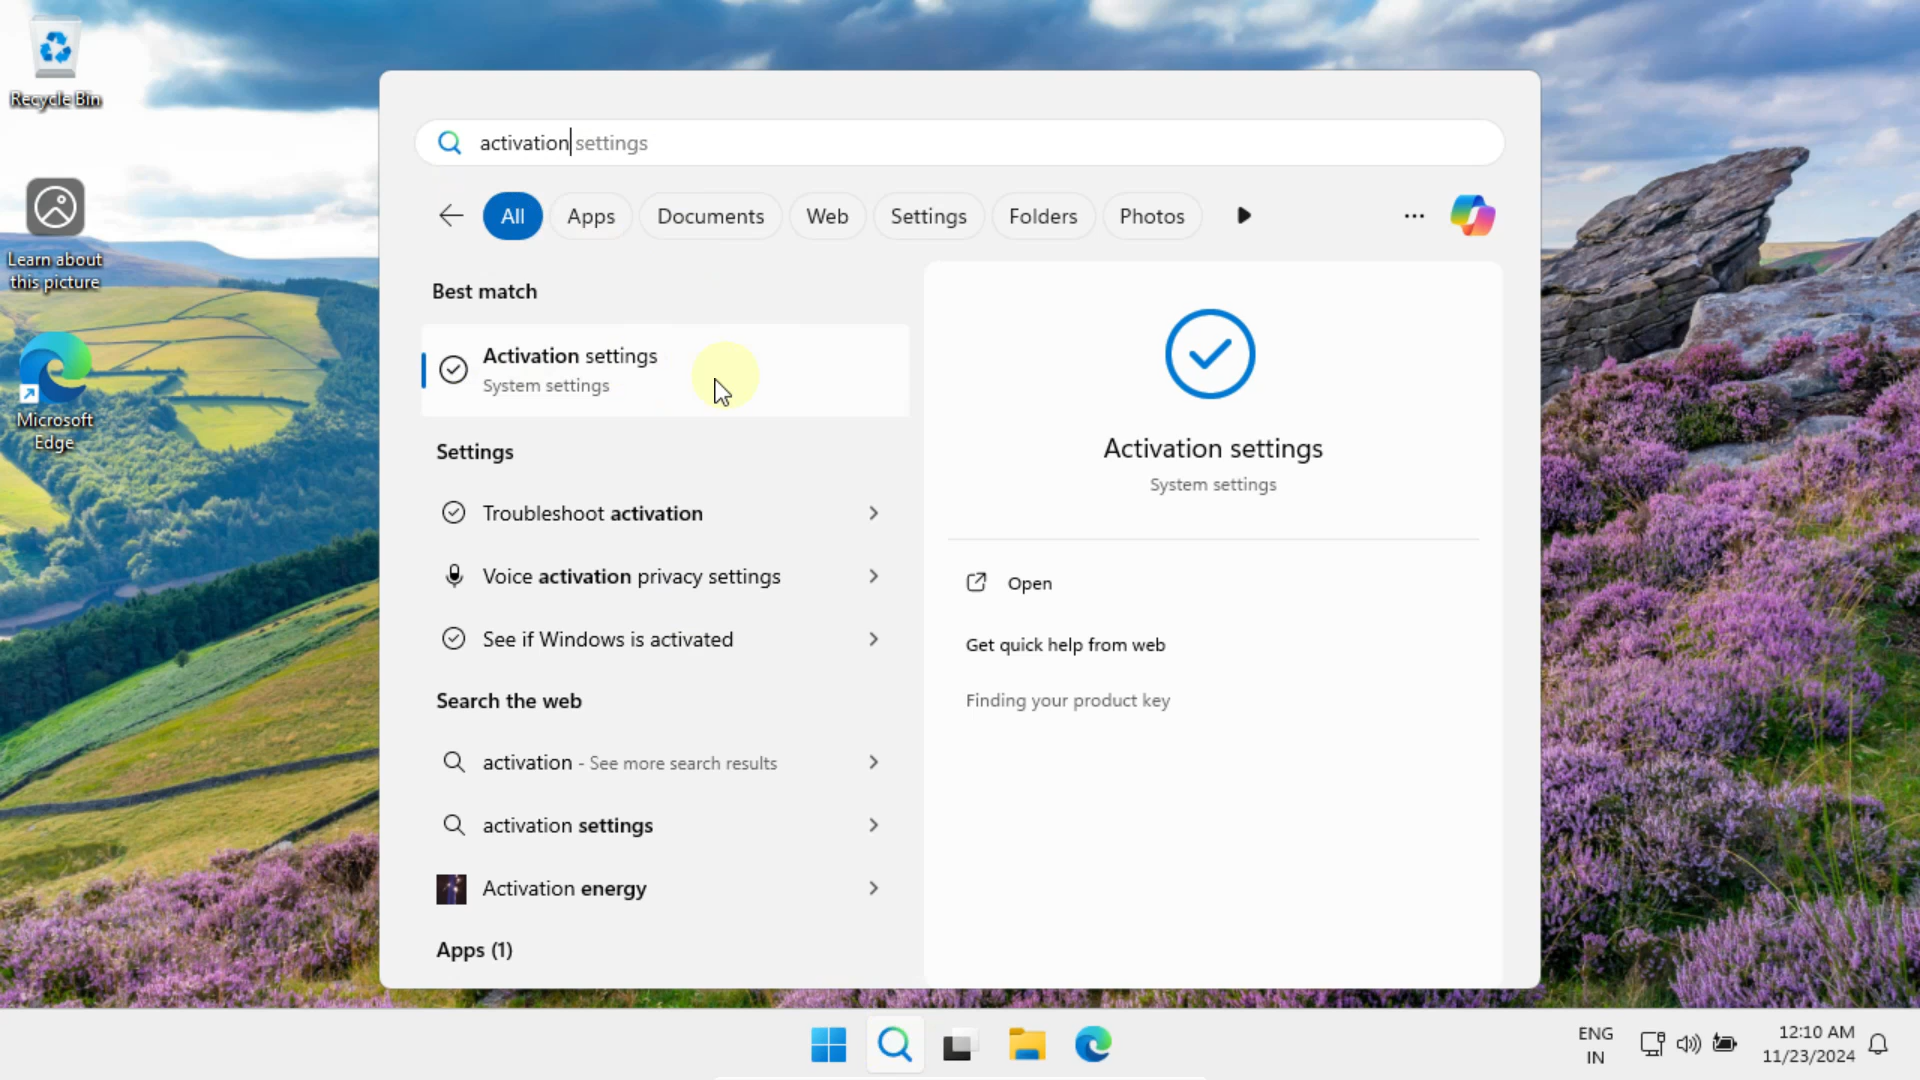 Recycle Bin
Learn about
this picture
Microsoft
Edge
activation settings
All
Apps
Documents
Web
Settings
Folders
Photos
Best match
Activation settings
System settings
Settings
Troubleshoot activation
Voice activation privacy settings
See if Windows is activated
Search the web
activation - See more search results
activation settings
Activation energy
Apps (1)
Activation settings
System settings
Open
Get quick help from web
Finding your product key
ENG
IN
12:10 AM
11/23/2024